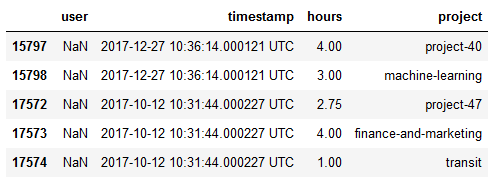 user timestamp hours project
15797 NaN 2017-12-27 10:36:14.000121 UTC 4.00 project-40
15798 NaN 2017-12-27 10:36:14.000121 UTC 3.00 machine-learning
17572 NaN 2017-10-12 10:31:44.000227 UTC 2.75 project-47
17573 NaN 2017-10-12 10:31:44.000227 UTC 4.00 finance-and-marketing
17574 NaN 2017-10-12 10:31:44.000227 UTC 1.00 transit